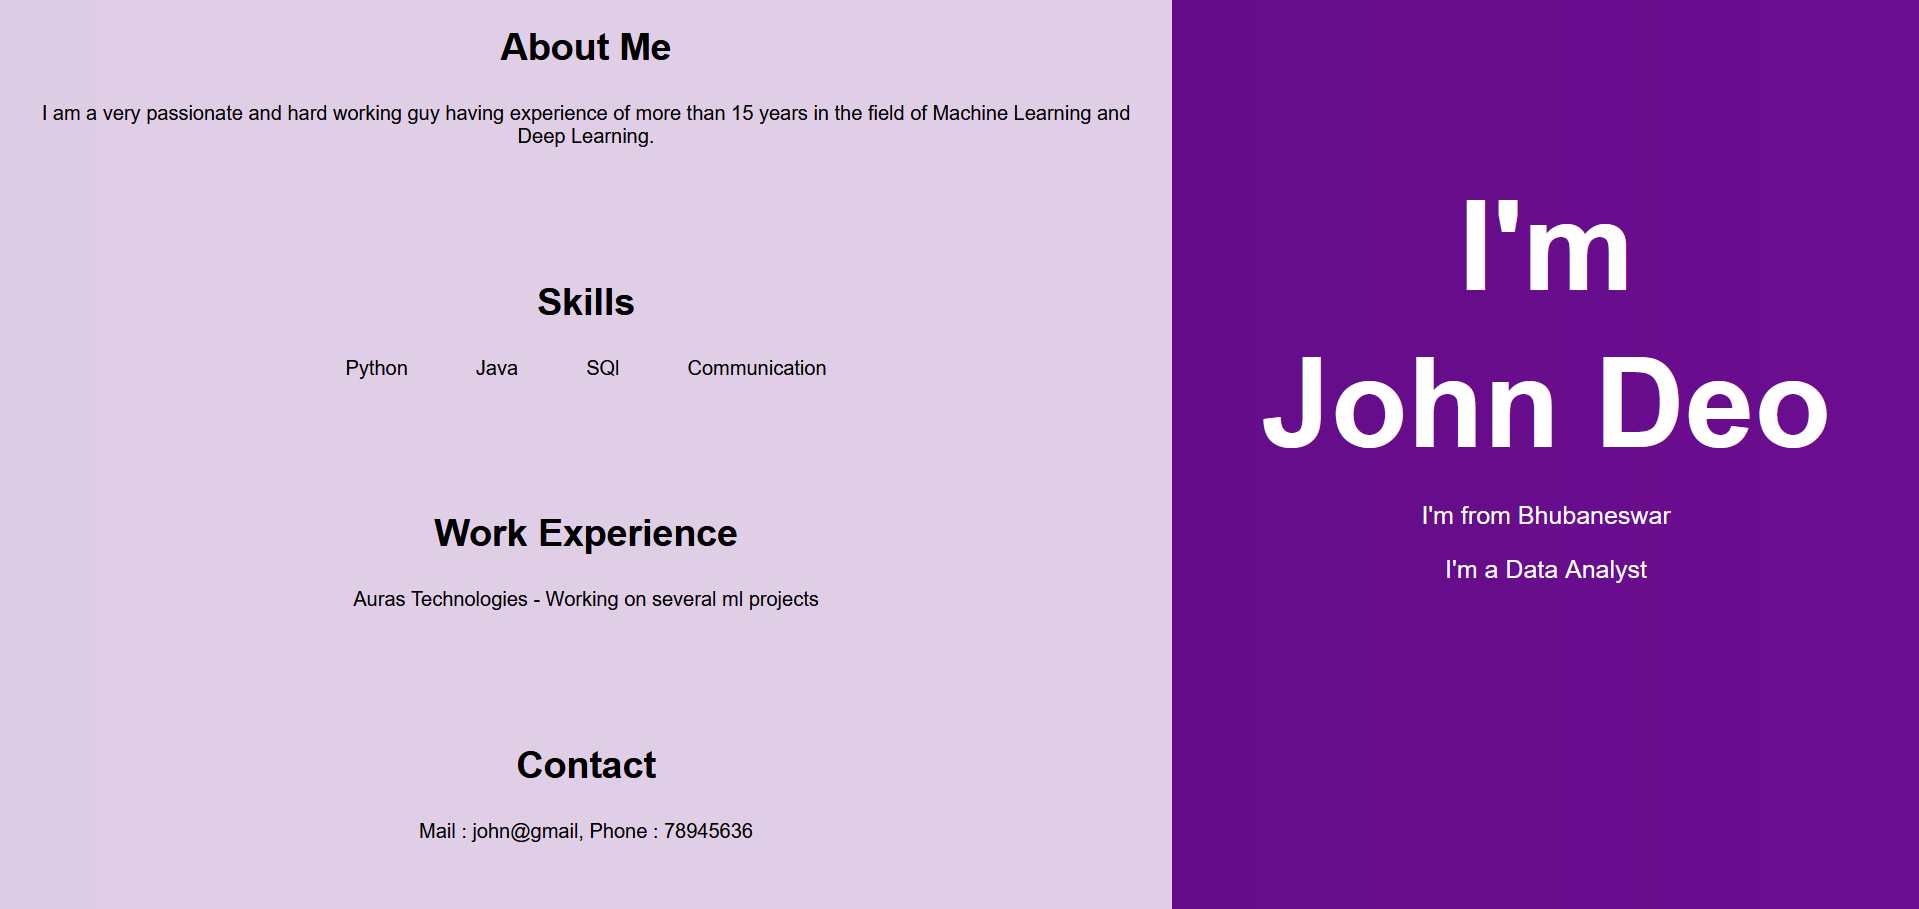 About Me
I am a very passionate and hard working guy having experience of more than 15 years in the field of Machine Learning and
Deep Learning.
Skills
Python Java SQl Communication
Work Experience
Auras Technologies - Working on several ml projects
Contact
Mail : john@gmail, Phone : 78945636
I'm
John Deo
I'm from Bhubaneswar
I'm a Data Analyst